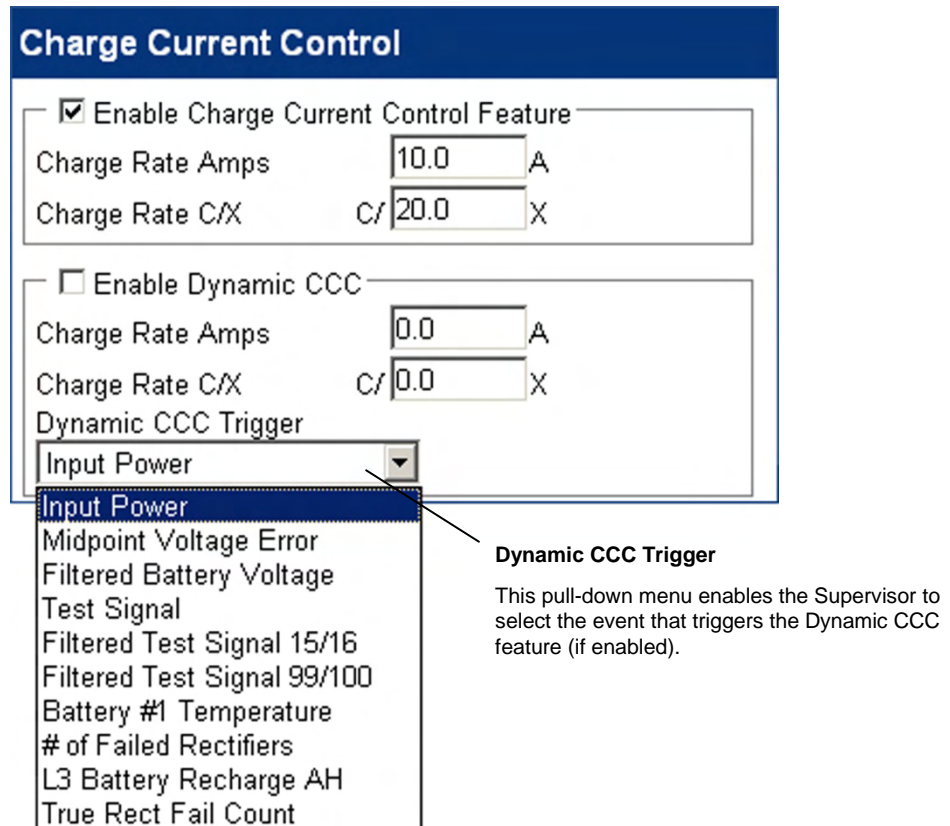 Charge Current Control
Enable Charge Current Control Feature
Charge Rate Amps 10.0 A
Charge Rate C/X C/ 20.0 X
Enable Dynamic CCC
Charge Rate Amps 0.0 A
Charge Rate C/X C/ 0.0 X
Dynamic CCC Trigger
Input Power
Input Power
Midpoint Voltage Error
Filtered Battery Voltage
Test Signal
Filtered Test Signal 15/16
Filtered Test Signal 99/100
Battery #1 Temperature
# of Failed Rectifiers
L3 Battery Recharge AH
True Rect Fail Count
Dynamic CCC Trigger
This pull-down menu enables the Supervisor to
select the event that triggers the Dynamic CCC
feature (if enabled).